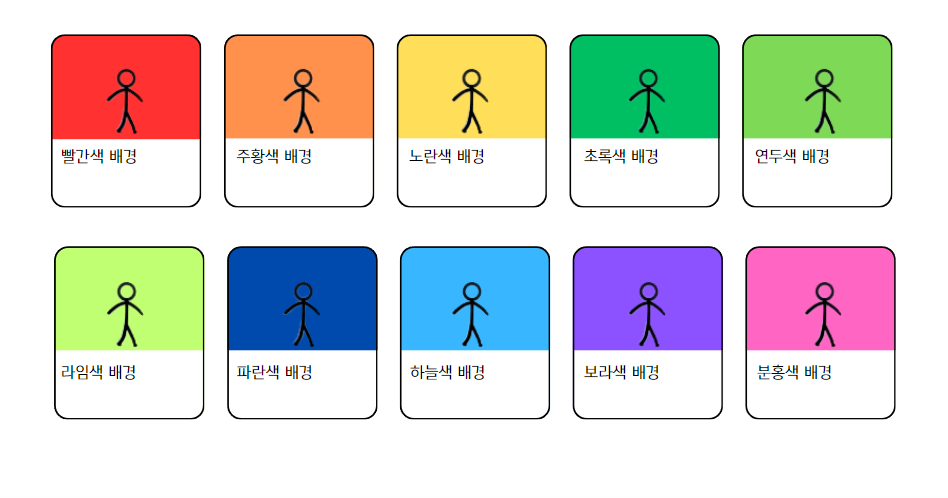 빨간색 배경
주황색 배경
노란색 배경
초록색 배경
연두색 배경
라임색 배경
파란색 배경
하늘색 배경
보라색 배경
분홍색 배경